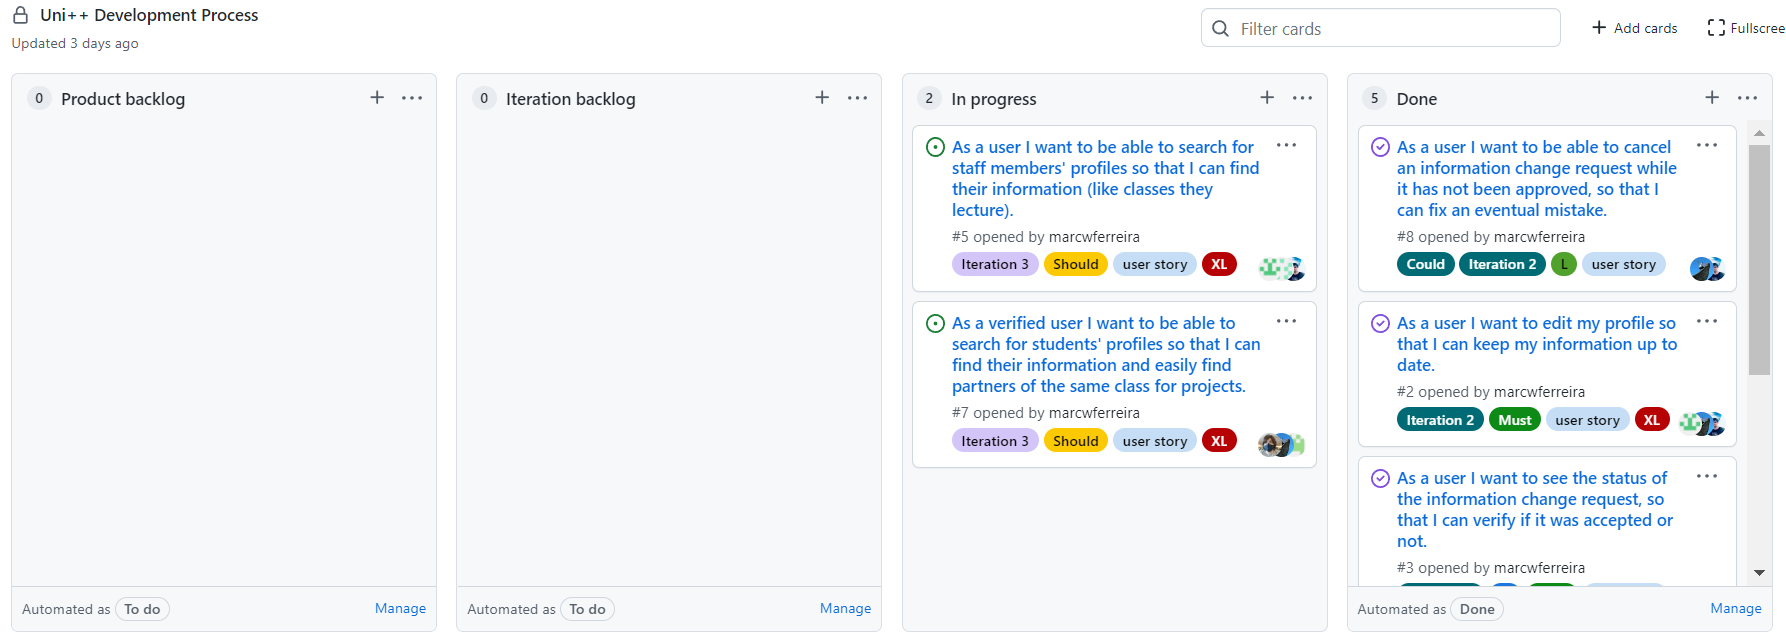 Uni++ Development Process
Updated 3 days ago
Filter cards
Add cards
Fullscree
0 Product backlog
Automated as To do
Manage
0 Iteration backlog
Automated as To do
Manage
2 In progress
As a user I want to be able to search for
staff members' profiles so that I can find
their information (like classes they
lecture).
#5 opened by marcwferreira
Iteration 3 Should user story XL
As a verified user I want to be able to
search for students' profiles so that I can
find their information and easily find
partners of the same class for projects.
#7 opened by marcwferreira
Iteration 3 Should user story XL
5 Done
As a user I want to be able to cancel
an information change request while
it has not been approved, so that I
can fix an eventual mistake.
#8 opened by marcwferreira
Could Iteration 2 L user story
As a user I want to edit my profile so
that I can keep my information up to
date.
#2 opened by marcwferreira
Iteration 2 Must user story XL
As a user I want to see the status of
the information change request, so
that I can verify if it was accepted or
not.
#3 opened by marcwferreira
Automated as Done
Manage